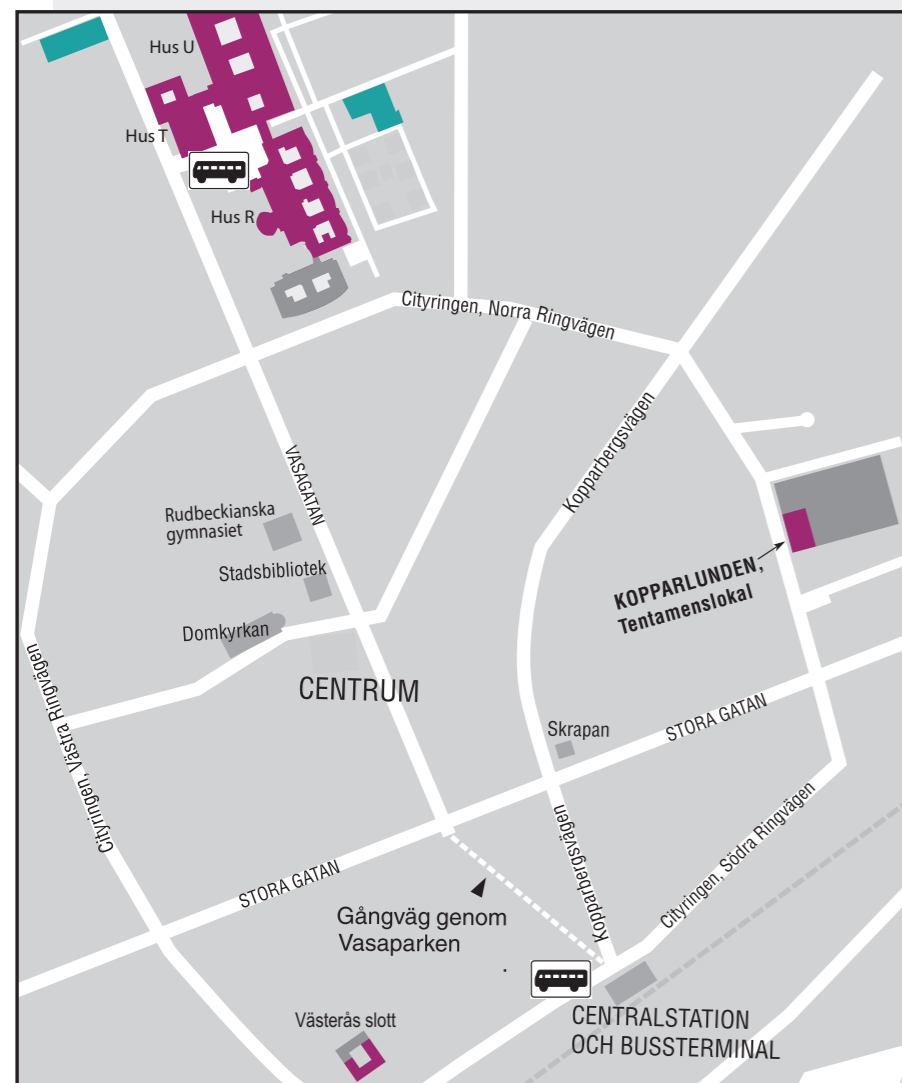 Hus U
Hus T
Hus R
Cityringen, Norra Ringvägen
Kopparbergsvägen
VASAGATAN
Rudbeckianska
gymnasiet
Stadsbibliotek
Domkyrkan
KOPPARLUNDEN,
Tentamenslokal
CENTRUM
Cityringen, Västra Ringvägen
Skrapan
STORA GATAN
Kopparbergsvägen
Cityringen, Södra Ringvägen
STORA GATAN
Gångväg genom
Vasaparken
Västerås slott
CENTRALSTATION
OCH BUSSTERMINAL